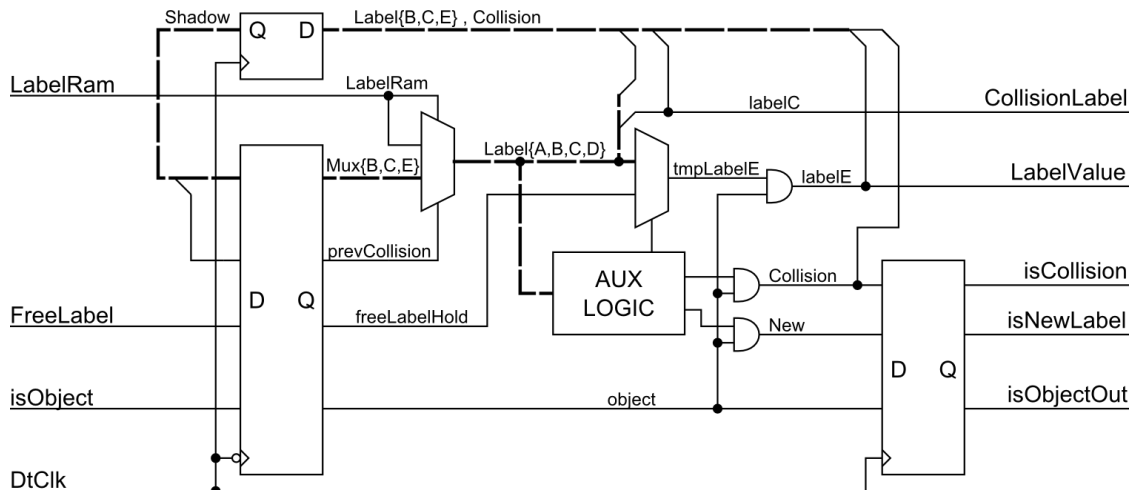 Shadow
Label{B,C,E} , Collision
Q D
LabelRam
LabelRam
labelC
CollisionLabel
Label{A,B,C,D}
Mux{B,C,E}
tmpLabelE
labelE
LabelValue
prevCollision
AUX
LOGIC
Collision
isCollision
D Q
FreeLabel
freeLabelHold
New
isNewLabel
D Q
isObject
object
isObjectOut
DtClk